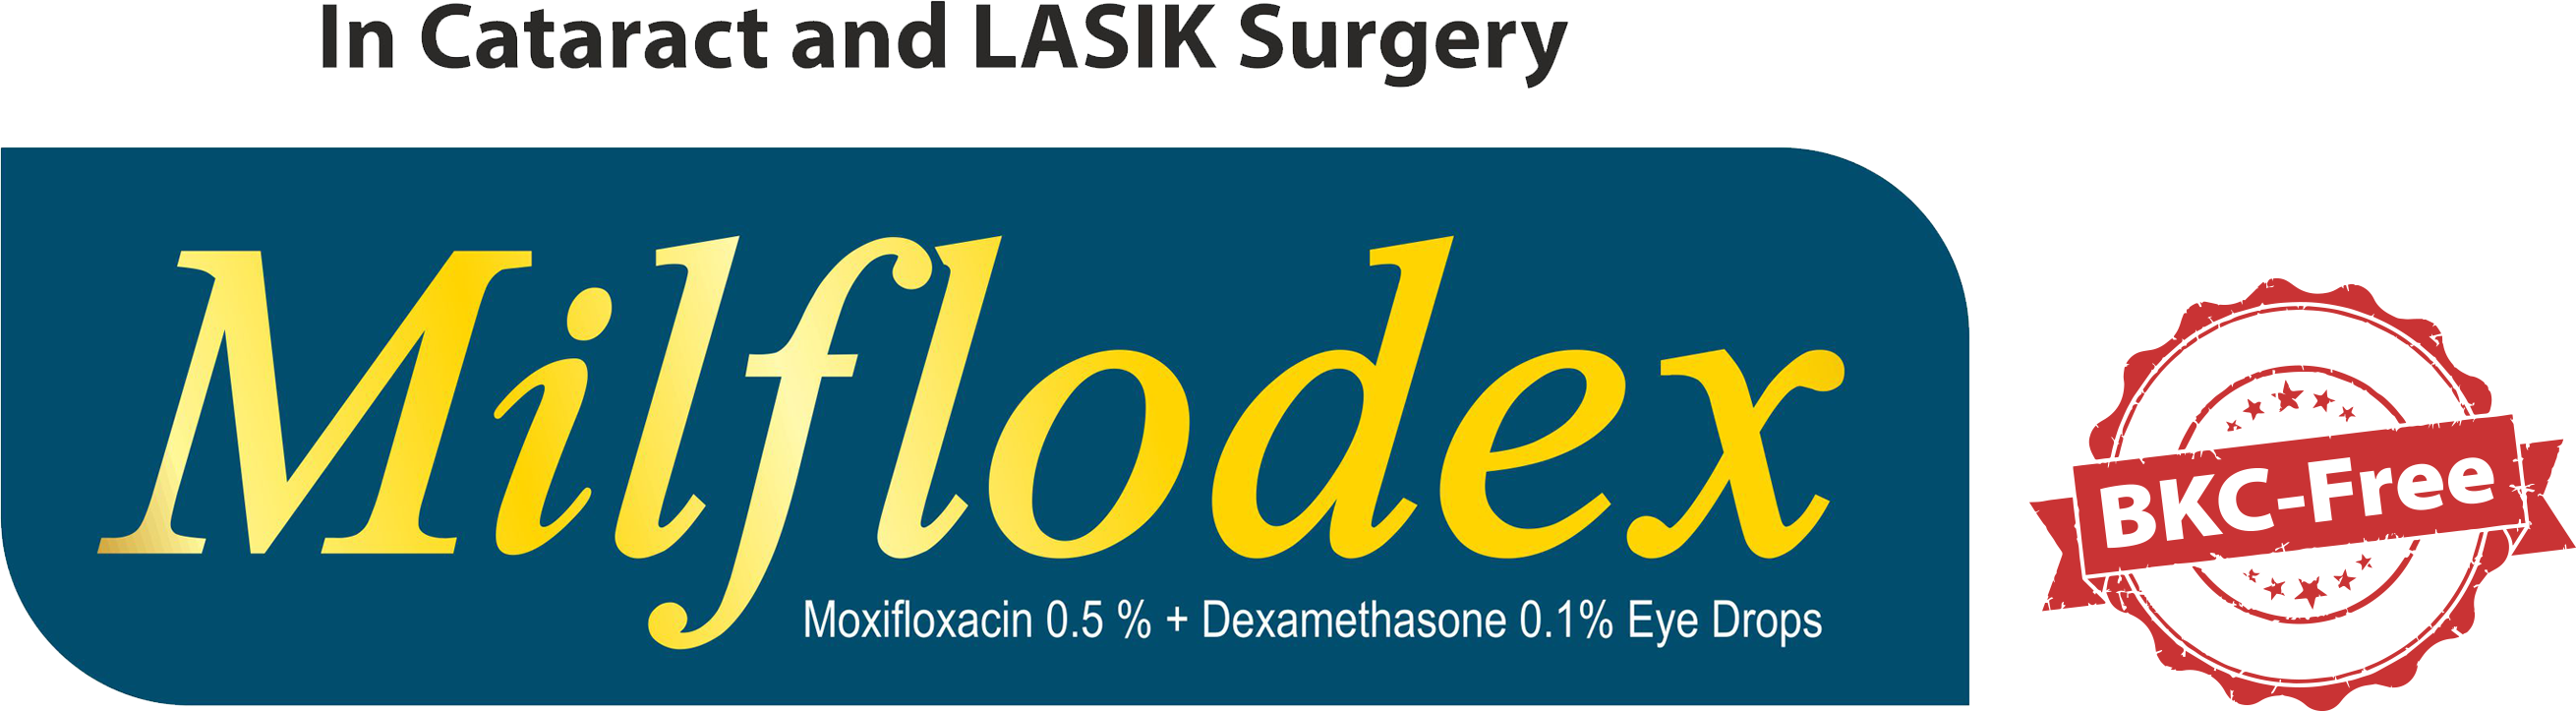 In Cataract and LASIK Surgery
Milflodex
Moxifloxacin 0.5 % + Dexamethasone 0.1% Eye Drops
BKC-Free